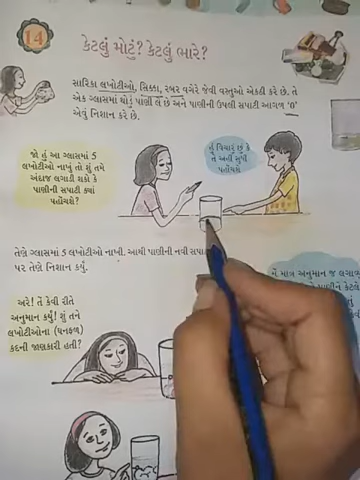 14
કેટલું મોટું? કેટલું ભારે?
સારિકા લખોટીઓ, સિક્કા, રબર વગેરે જેવી વસ્તુઓ એકઠી કરે છે. તે
એક ગ્લાસમાં થોડું પાણી લે છે અને પાણીની ઉપલી સપાટી આગળ '0'
એવું નિશાન કરે છે.
જો હું આ ગ્લાસમાં 5
લખોટીઓ નાખું તો શું તમે
અંદાજ લગાડી શકો કે
પાણીની સપાટી ક્યાં
પહોંચશે?
હું વિચારું છું કે
તે અહીં સુધી
પહોંચશે
તેણે ગ્લાસમાં 5 લખોટીઓ નાખી. આથી પાણીની નવી
પર તેણે નિશાન કર્યું.
મેં માત્ર અનુમાન જ
પાણીને
અરે! તેં કેવી રીતે
અનુમાન કર્યું! શું તને
લખોટીઓના (ઘનફળ)
કદની જાણકારી હતી?